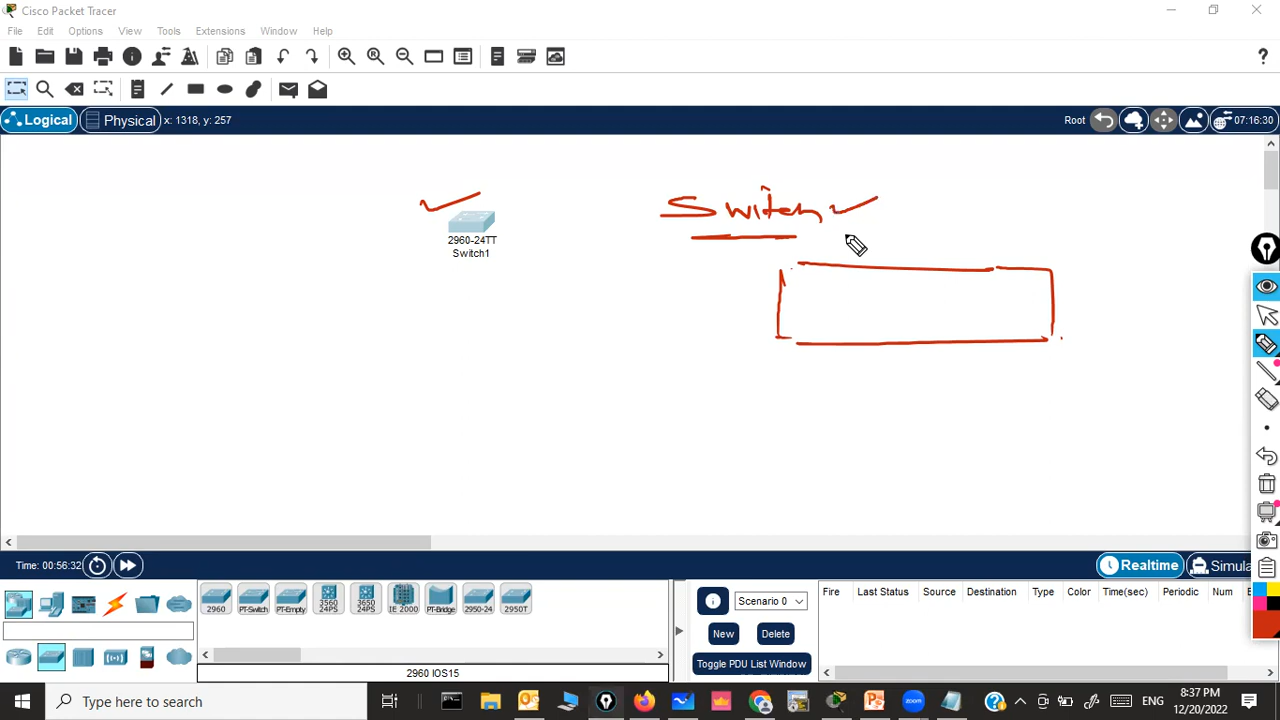 Cisco Packet Tracer
File Edit Options View Tools Extensions Window Help
Logical Physical x: 1318, y: 257 Root 07:16:30
Switch
2960-24TT
Switch1
Time: 00:56:32 Realtime Simula
2960 PT-Switch PT-Empty 3560 24PS 3650 24PS IE 2000 PT-Bridge 2950-24 2950T
2960 IOS15
Scenario 0
New Delete
Toggle PDU List Window
Fire Last Status Source Destination Type Color Time(sec) Periodic Num
Type here to search
ENG
8:37 PM
12/20/2022